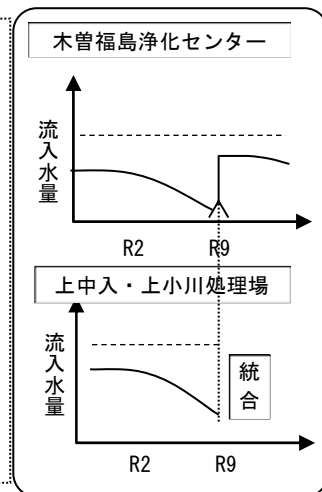 木曽福島浄化センター
流入水量
R2
R9
上中入・上小川処理場
流入水量
統合
R2
R9